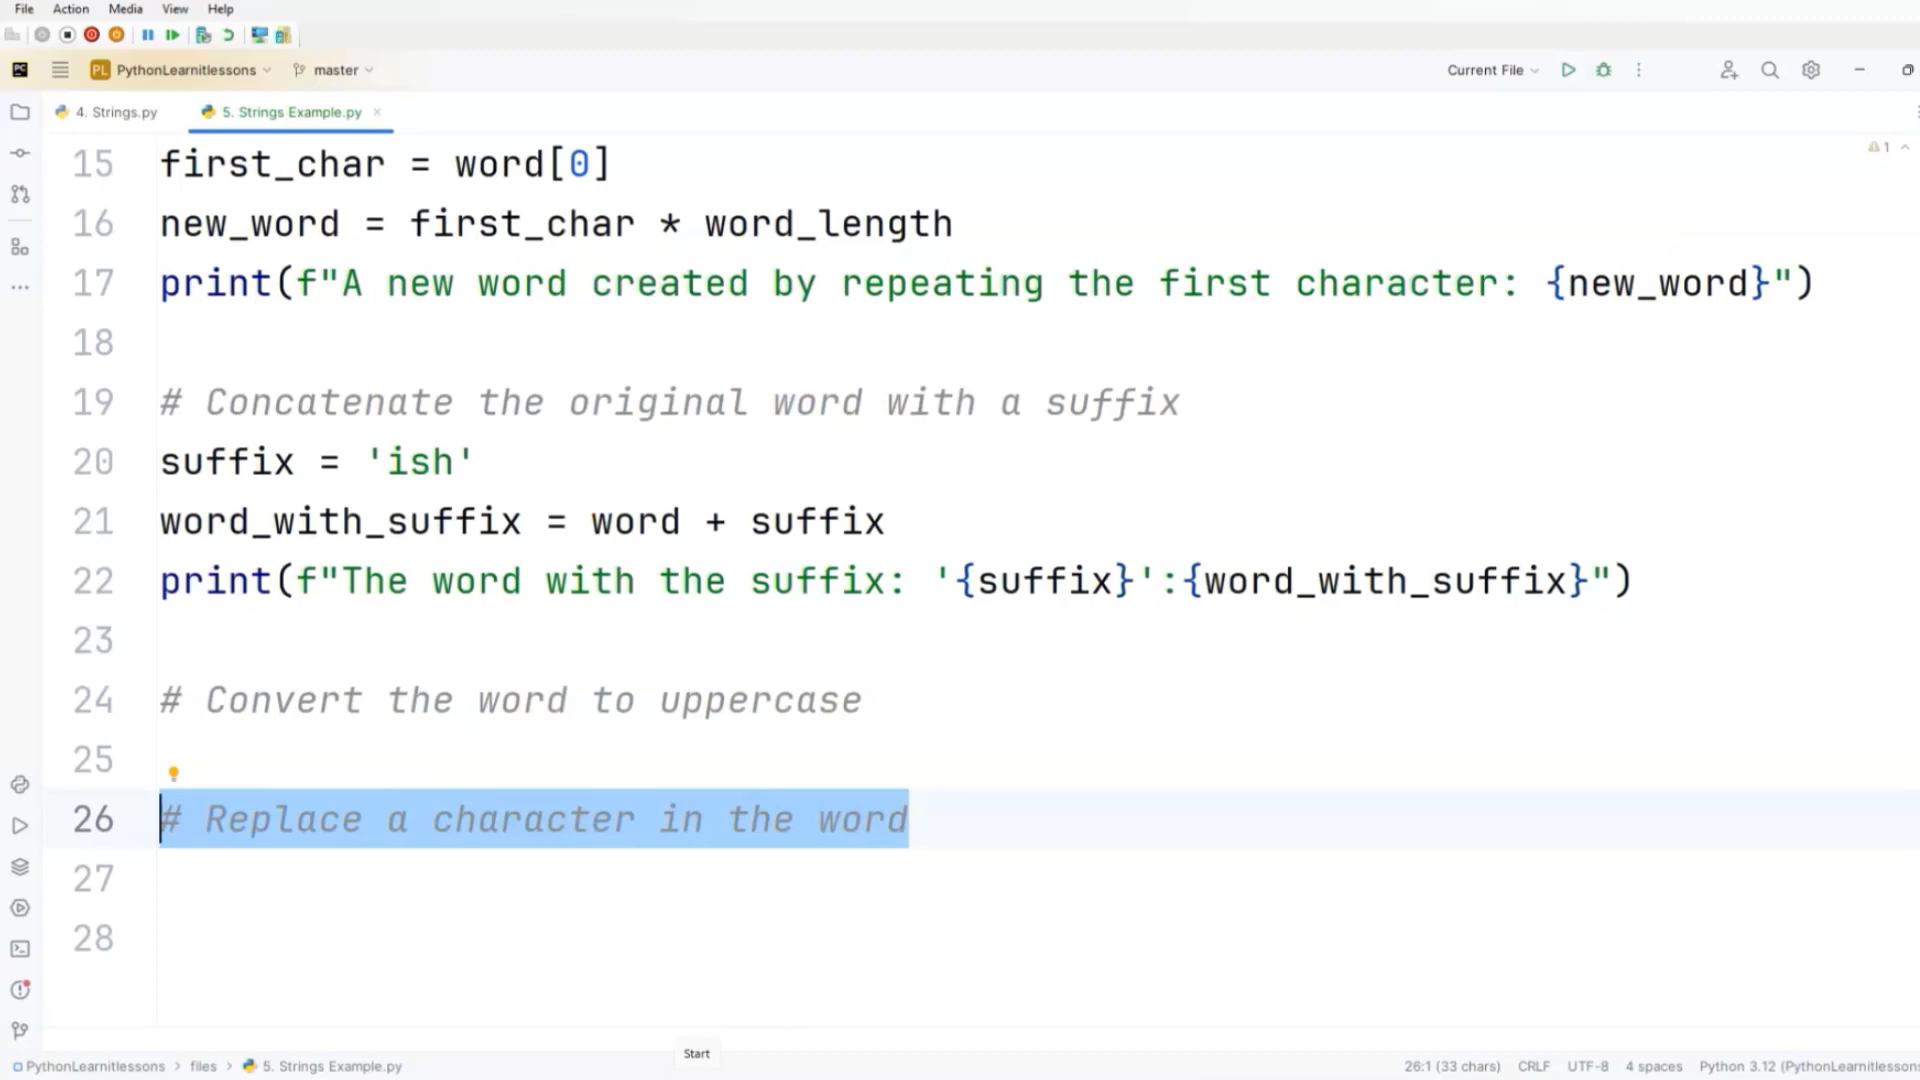 File Action Media View Help
PC PL PythonLearnitlessons master Current File
4. Strings.py 5. Strings Example.py
15 first_char = word[0]
1
16 new_word = first_char * word_length
17 print(f"A new word created by repeating the first character: {new_word}")
18
19 # Concatenate the original word with a suffix
20 suffix = 'ish'
21 word_with_suffix = word + suffix
22 print(f"The word with the suffix: '{suffix}':{word_with_suffix}")
23
24 # Convert the word to uppercase
25
26 # Replace a character in the word
27
28
Start
PythonLearnitlessons > files > 5. Strings Example.py 26:1 (33 chars) CRLF UTF-8 4 spaces Python 3.12 (PythonLearnitlessons